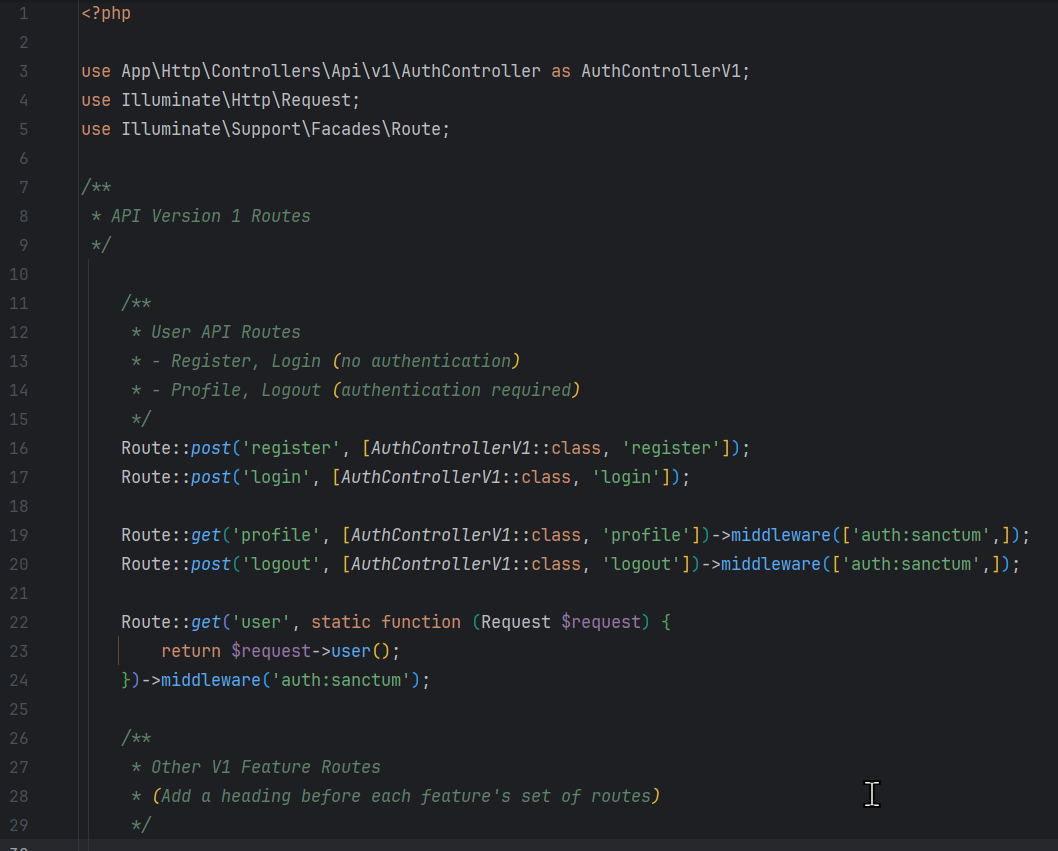 1 <?php
2
3 use App\Http\Controllers\Api\v1\AuthController as AuthControllerV1;
4 use Illuminate\Http\Request;
5 use Illuminate\Support\Facades\Route;
6
7 /**
8  * API Version 1 Routes
9  */
10
11     /**
12      * User API Routes
13      * - Register, Login (no authentication)
14      * - Profile, Logout (authentication required)
15      */
16     Route::post('register', [AuthControllerV1::class, 'register']);
17     Route::post('login', [AuthControllerV1::class, 'login']);
18
19     Route::get('profile', [AuthControllerV1::class, 'profile'])->middleware(['auth:sanctum',]);
20     Route::post('logout', [AuthControllerV1::class, 'logout'])->middleware(['auth:sanctum',]);
21
22     Route::get('user', static function (Request $request) {
23         return $request->user();
24     })->middleware('auth:sanctum');
25
26     /**
27      * Other V1 Feature Routes
28      * (Add a heading before each feature's set of routes)
29      */